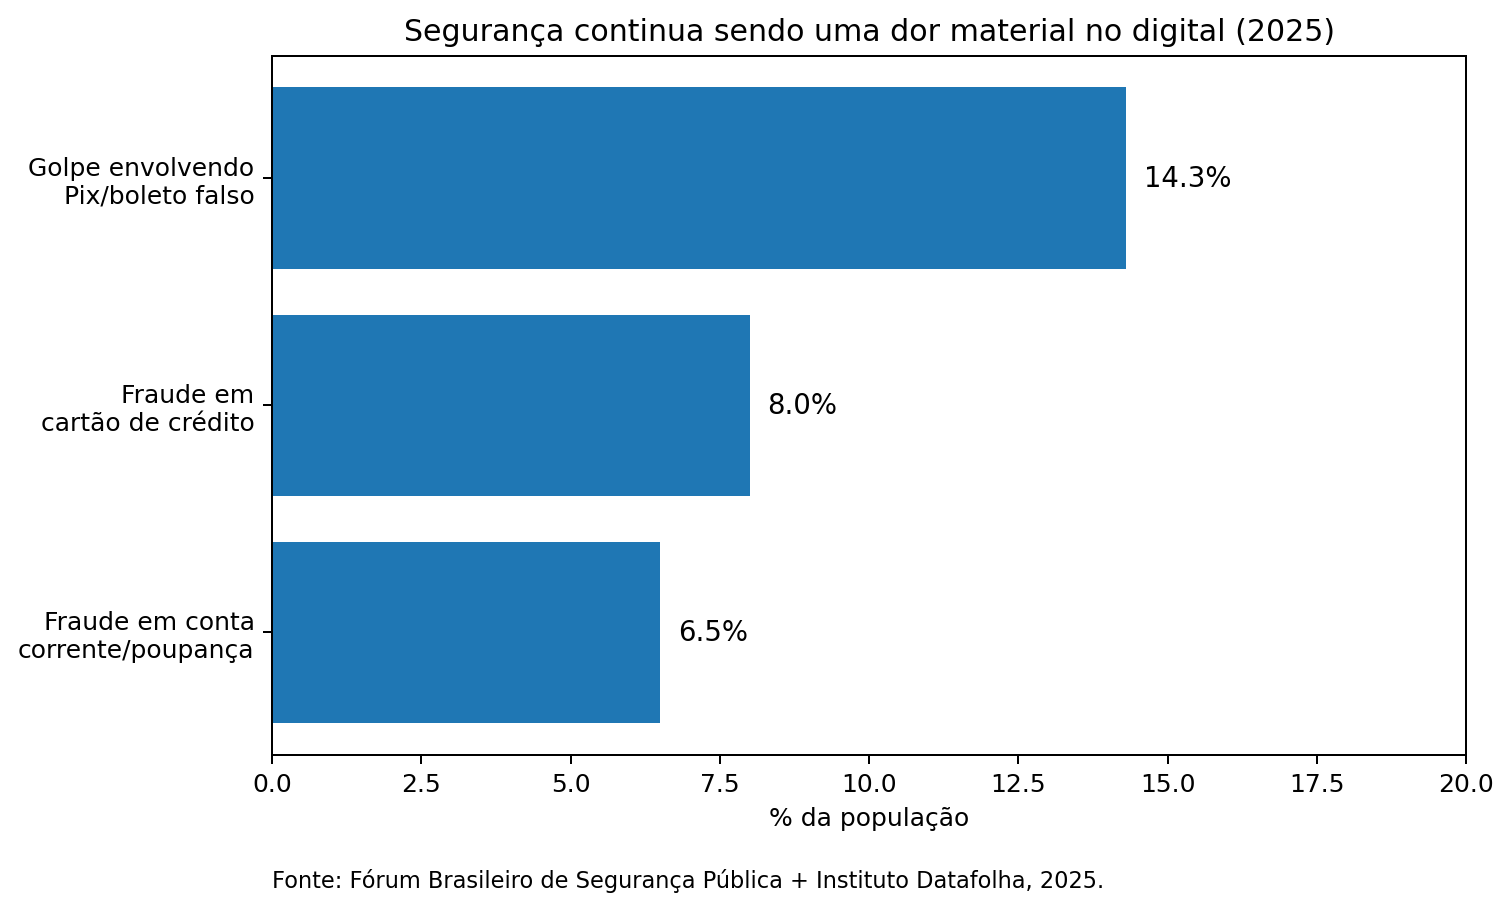 Segurança continua sendo uma dor material no digital (2025)
Golpe envolvendo
Pix/boleto falso
14.3%
Fraude em
cartão de crédito
8.0%
Fraude em conta
corrente/poupança
6.5%
0.0 2.5 5.0 7.5 10.0 12.5 15.0 17.5 20.0
% da população
Fonte: Fórum Brasileiro de Segurança Pública + Instituto Datafolha, 2025.